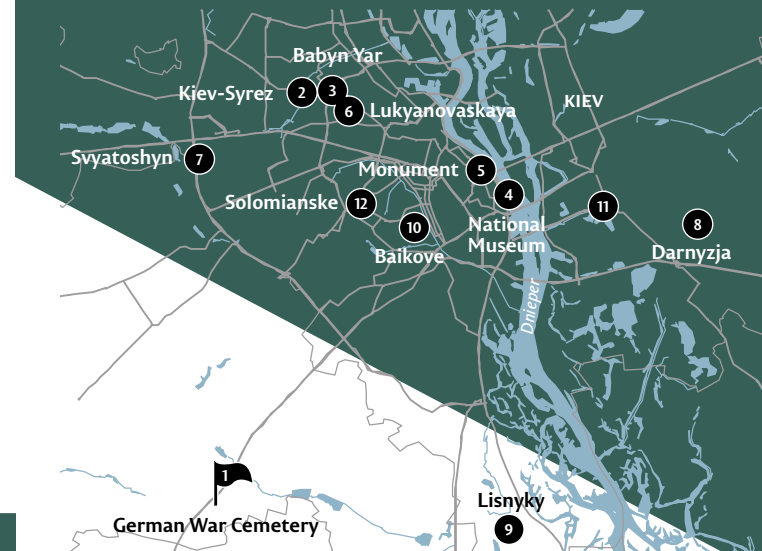 Babyn Yar
Kiev-Syrez
2
3
KIEV
6
Lukyanovaskaya
Svyatoshyn
7
Monument
5
4
Solomianske
12
11
National
Museum
10
8
Baikove
Darnyzja
Dnieper
1
Lisnyky
German War Cemetery
9